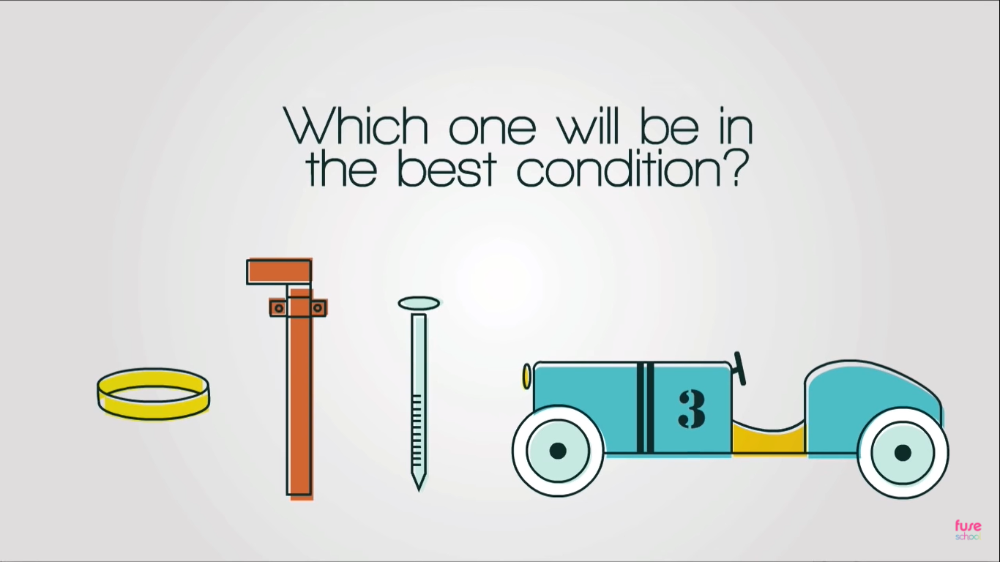 Which one will be in
the best condition?
3
fuse
school